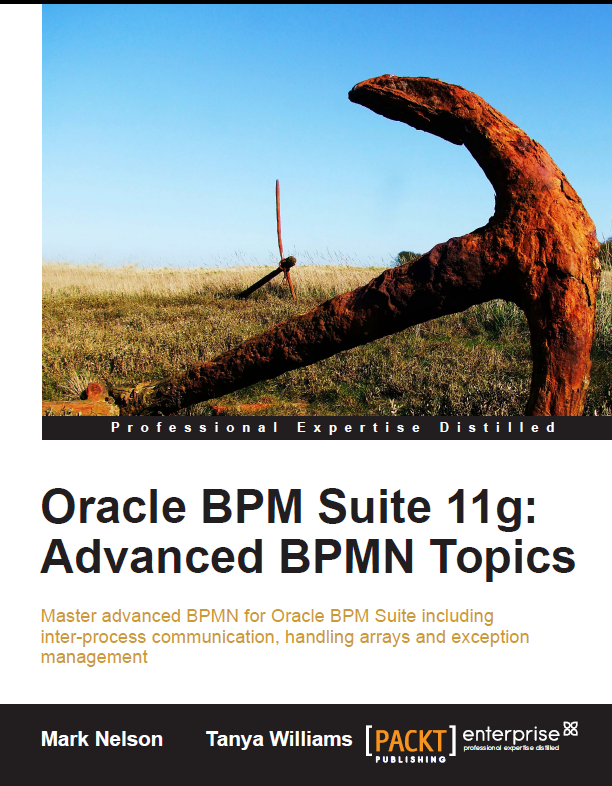 Professional Expertise Distilled
Oracle BPM Suite 11g:
Advanced BPMN Topics
Master advanced BPMN for Oracle BPM Suite including
inter-process communication, handling arrays and exception
management
Mark Nelson
Tanya Williams
[PACKT]
PUBLISHING
enterprise
professional expertise distilled